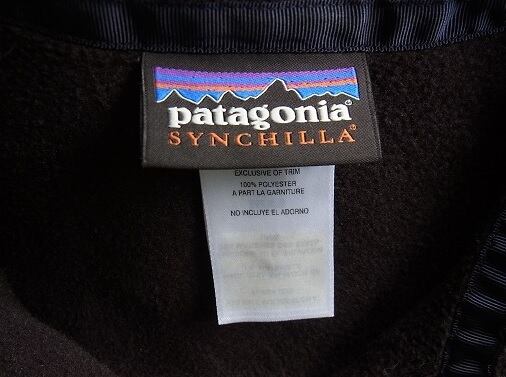 patagonia®
SYNCHILLA®
EXCLUSIVE OF TRIM
100% POLYESTER
A PART LA GARNITURE
NO INCLUYE EL ADORNO